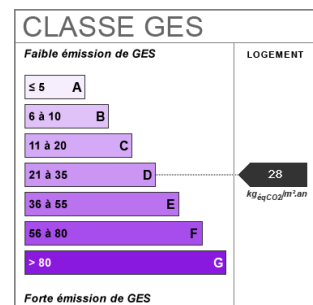 CLASSE GES
Faible émission de GES
LOGEMENT
≤ 5 A
6 à 10 B
11 à 20 C
21 à 35 D
28
kgéqCO2/m².an
36 à 55 E
56 à 80 F
> 80 G
Forte émission de GES